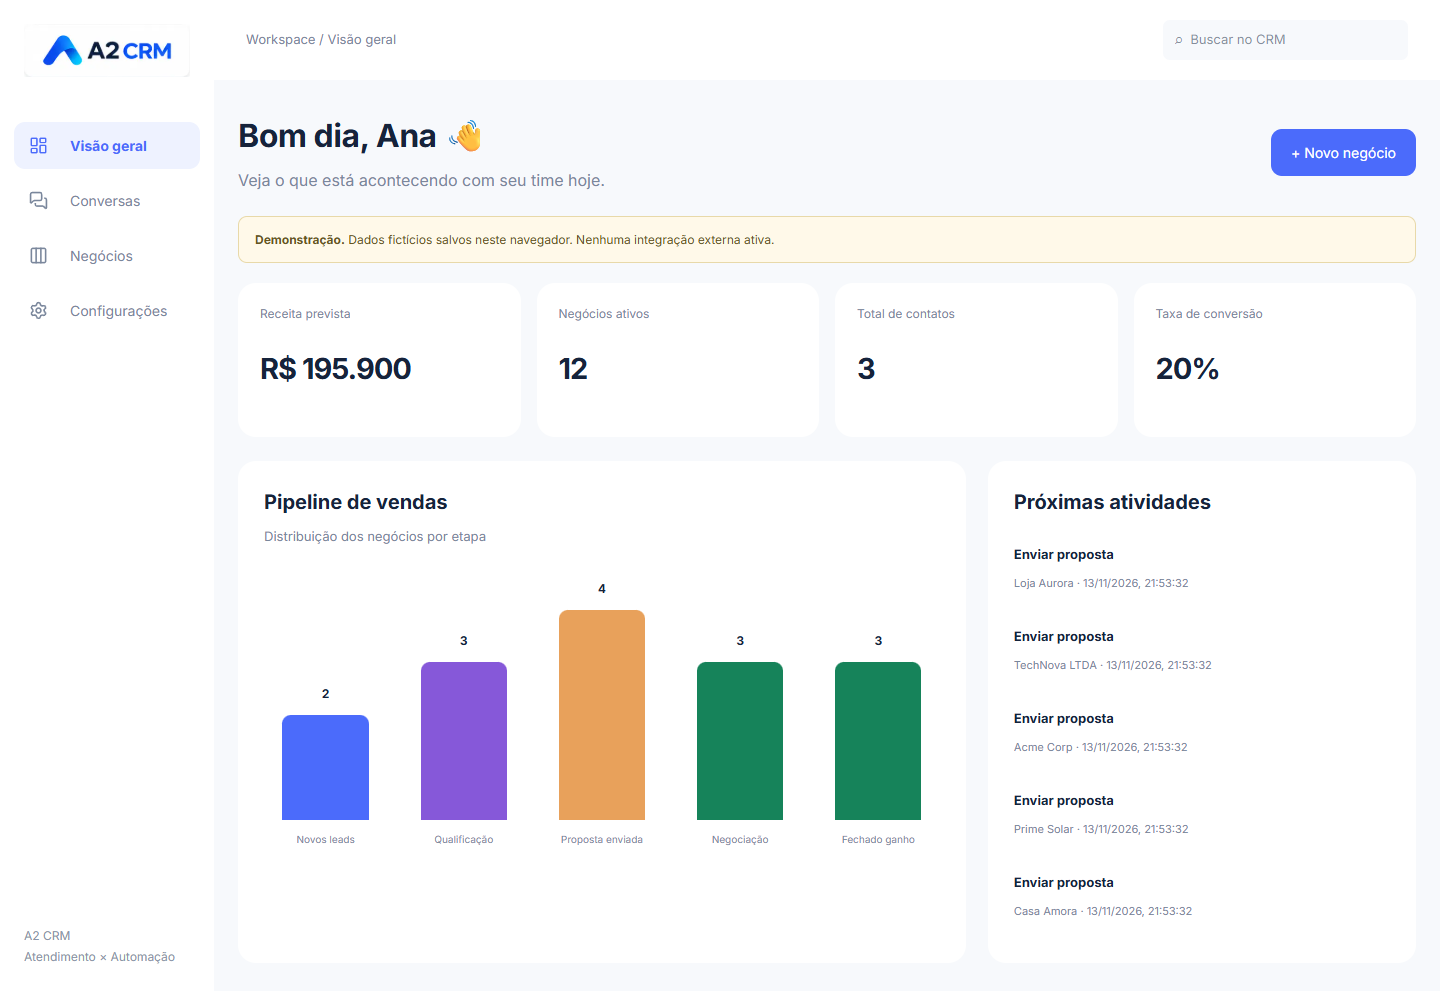 A2 CRM
Workspace / Visão geral
Buscar no CRM
Visão geral
Conversas
Negócios
Configurações
Bom dia, Ana 👋
Veja o que está acontecendo com seu time hoje.
+ Novo negócio
Demonstração. Dados fictícios salvos neste navegador. Nenhuma integração externa ativa.
Receita prevista
R$ 195.900
Negócios ativos
12
Total de contatos
3
Taxa de conversão
20%
Pipeline de vendas
Distribuição dos negócios por etapa
2
3
4
3
3
Novos leads
Qualificação
Proposta enviada
Negociação
Fechado ganho
Próximas atividades
Enviar proposta
Loja Aurora · 13/11/2026, 21:53:32
Enviar proposta
TechNova LTDA · 13/11/2026, 21:53:32
Enviar proposta
Acme Corp · 13/11/2026, 21:53:32
Enviar proposta
Prime Solar · 13/11/2026, 21:53:32
Enviar proposta
Casa Amora · 13/11/2026, 21:53:32
A2 CRM
Atendimento × Automação